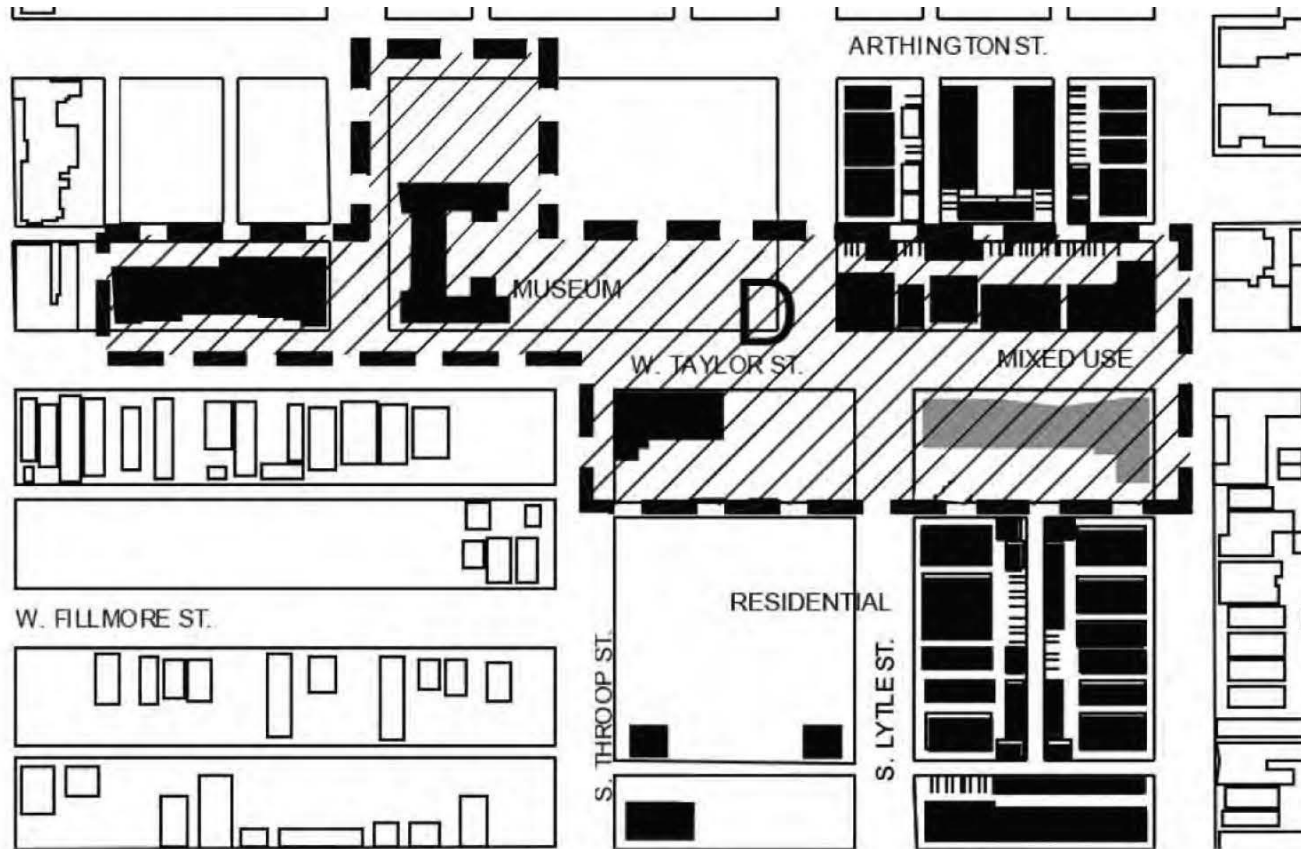 ARTHINGTON ST.
MUSEUM
D
W. TAYLOR ST.
MIXED USE
RESIDENTIAL
W. FILLMORE ST.
S. THROOP ST.
S. LYTLE ST.